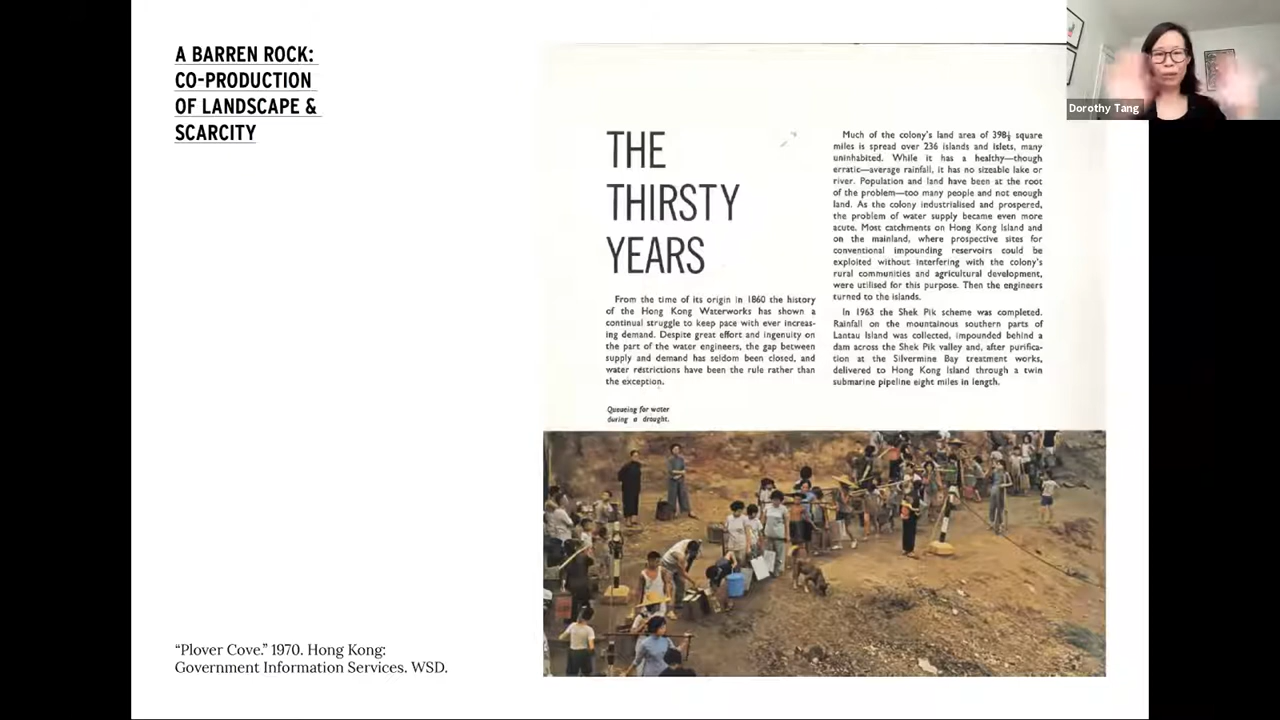 A BARREN ROCK:
CO-PRODUCTION
OF LANDSCAPE &
SCARCITY
THE
THIRSTY
YEARS
From the time of its origin in 1860 the history
of the Hong Kong Waterworks has shown a
continual struggle to keep pace with ever increas-
ing demand. Despite great effort and ingenuity on
the part of the water engineers, the gap between
supply and demand has seldom been closed, and
water restrictions have been the rule rather than
the exception.
Queueing for water
during a drought.
Much of the colony's land area of 398¼ square
miles is spread over 236 islands and islets, many
uninhabited. While it has a healthy—though
erratic—average rainfall, it has no sizeable lake or
river. Population and land have been at the root
of the problem—too many people and not enough
land. As the colony industrialised and prospered,
the problem of water supply became even more
acute. Most catchments on Hong Kong Island and
on the mainland, where prospective sites for
conventional impounding reservoirs could be
exploited without interfering with the colony's
rural communities and agricultural development,
were utilised for this purpose. Then the engineers
turned to the islands.
In 1963 the Shek Pik scheme was completed.
Rainfall on the mountainous southern parts of
Lantau Island was collected, impounded behind a
dam across the Shek Pik valley and, after purifica-
tion at the Silvermine Bay treatment works,
delivered to Hong Kong Island through a twin
submarine pipeline eight miles in length.
"Plover Cove." 1970. Hong Kong:
Government Information Services. WSD.
Dorothy Tang